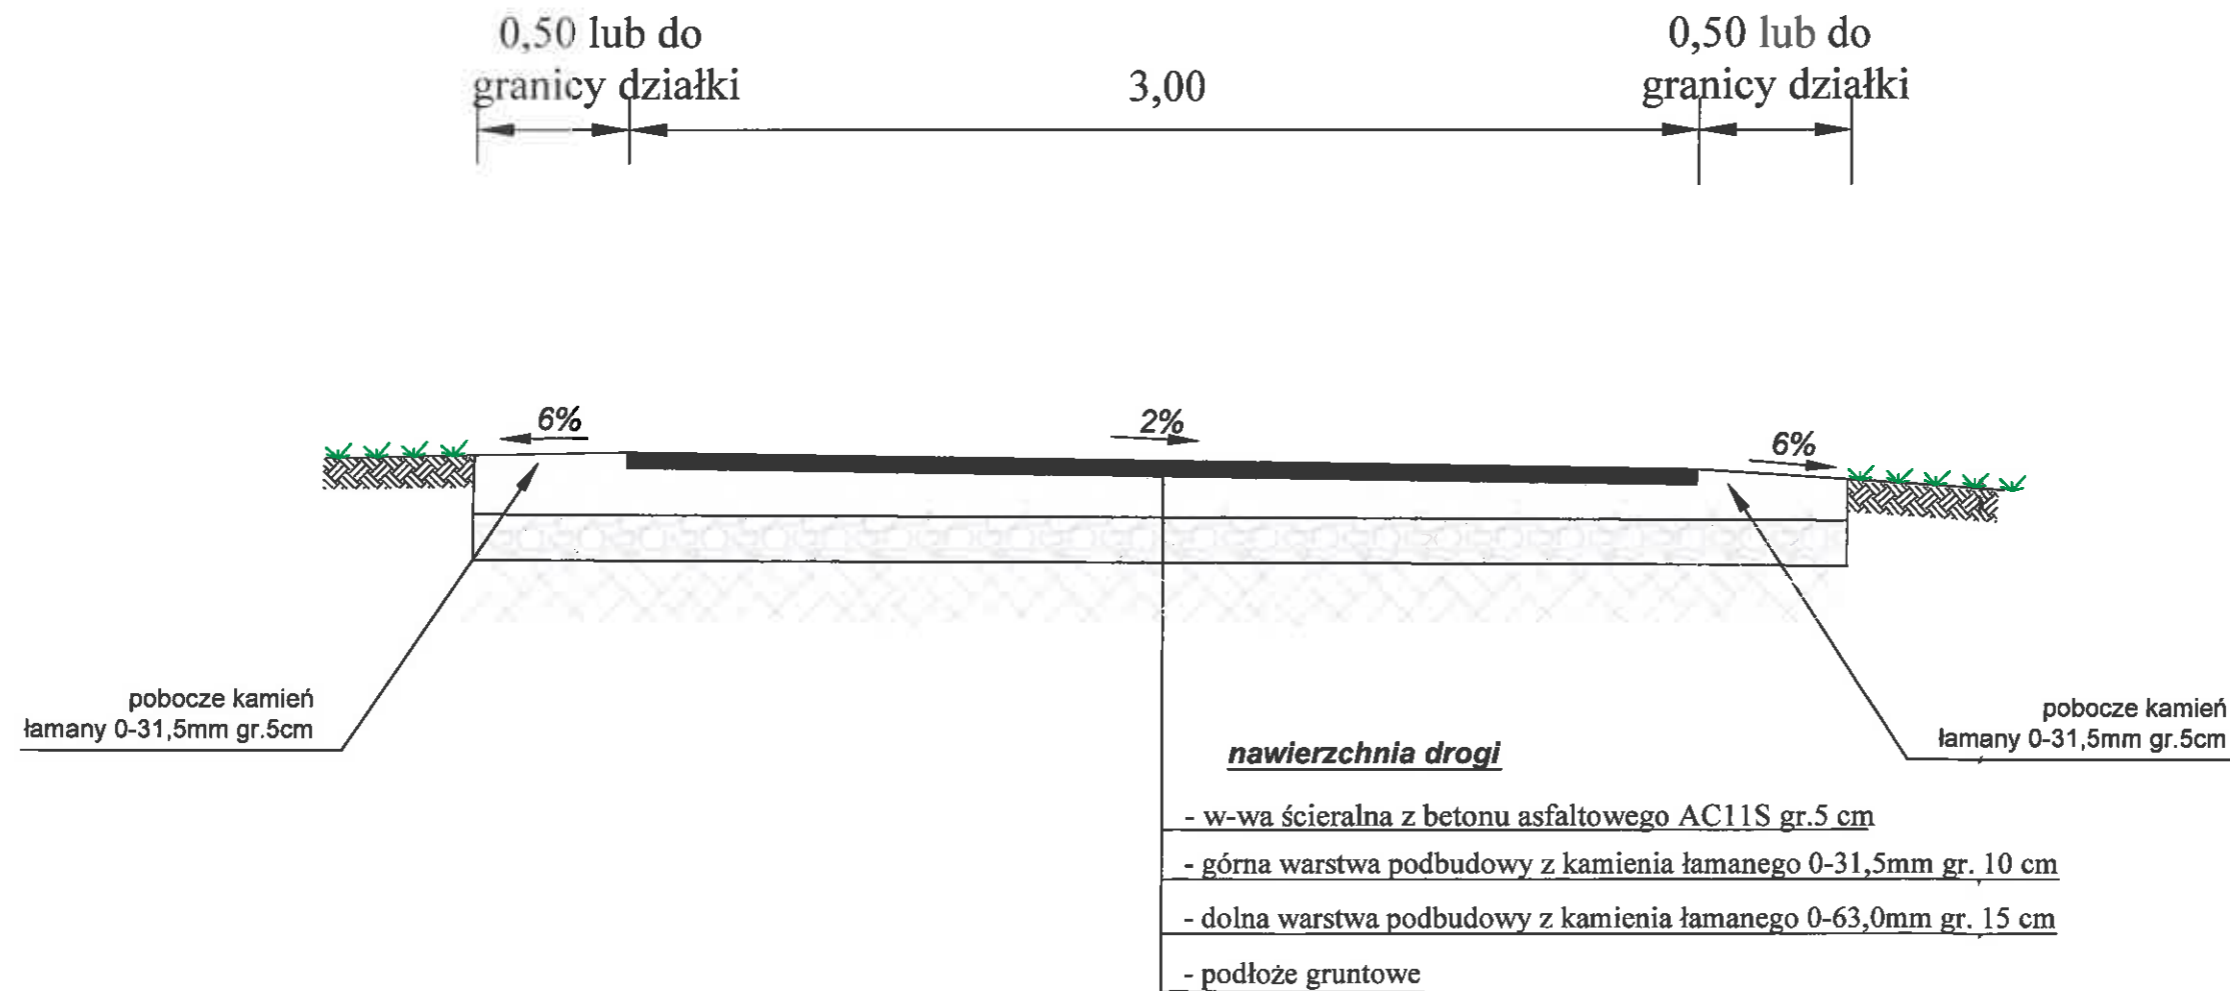 0,50 lub do
granicy działki
3,00
0,50 lub do
granicy działki
6%
2%
6%
pobocze kamień
łamany 0-31,5mm gr.5cm
pobocze kamień
łamany 0-31,5mm gr.5cm
nawierzchnia drogi
- w-wa ścieralna z betonu asfaltowego AC11S gr.5 cm
- górna warstwa podbudowy z kamienia łamanego 0-31,5mm gr. 10 cm
- dolna warstwa podbudowy z kamienia łamanego 0-63,0mm gr. 15 cm
- podłoże gruntowe